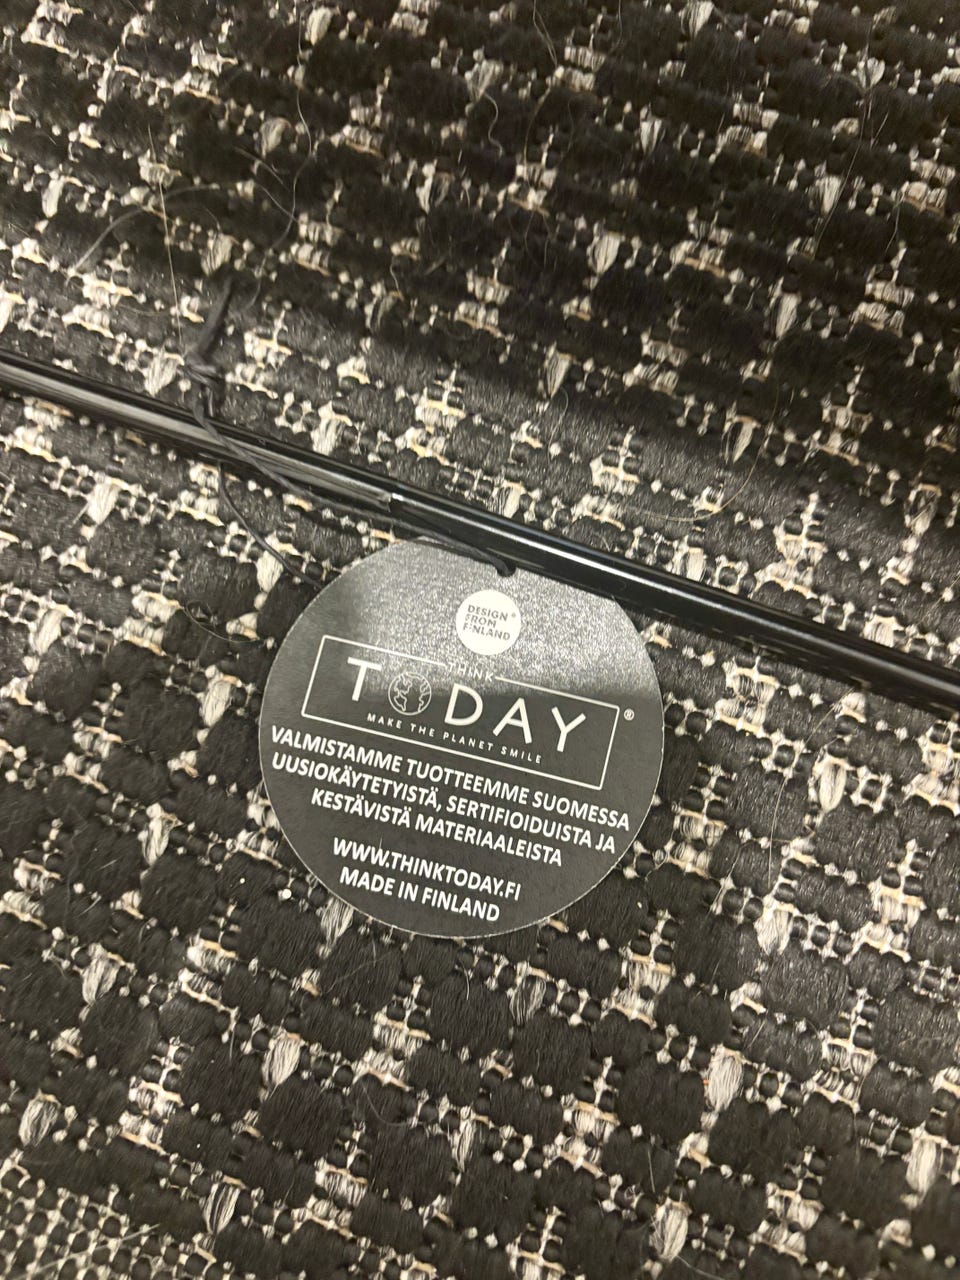 DESIGN
FROM
FINLAND
THINK
TODAY®
MAKE THE PLANET SMILE
VALMISTAMME TUOTTEEMME SUOMESSA
UUSIOKÄYTETYISTÄ, SERTIFIOIDUISTA JA
KESTÄVISTÄ MATERIAALEISTA
WWW.THINKTODAY.FI
MADE IN FINLAND